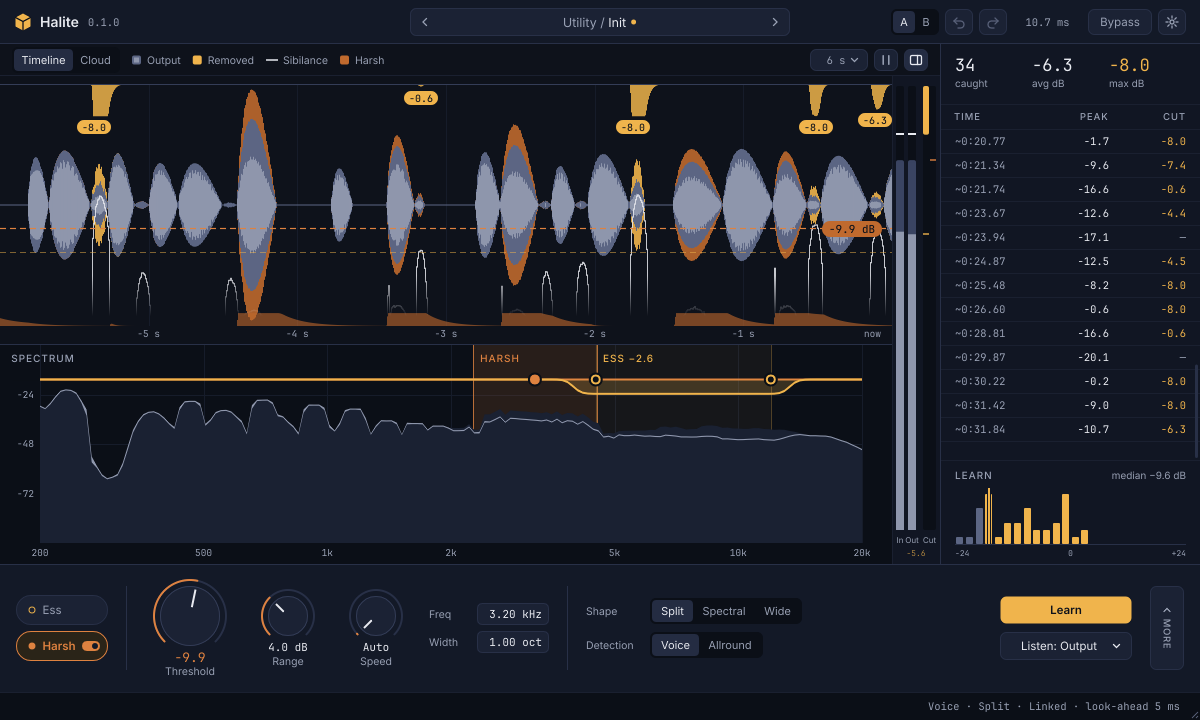 Halite 0.1.0
Utility / Init
A B
10.7 ms
Bypass
Timeline Cloud Output Removed Sibilance Harsh
6 s
34 -6.3 -8.0
caught avg dB max dB
TIME PEAK CUT
~0:20.77 -1.7 -8.0
~0:21.34 -9.6 -7.4
~0:21.74 -16.6 -0.6
~0:23.67 -12.6 -4.4
~0:23.94 -17.1 —
~0:24.87 -12.5 -4.5
~0:25.48 -8.2 -8.0
~0:26.60 -0.6 -8.0
~0:28.81 -16.6 -6.6
~0:29.87 -20.1 —
~0:30.22 -0.2 -8.0
~0:31.42 -9.0 -8.0
~0:31.84 -10.7 -6.3
-8.0
-0.6
-8.0
-8.0
-6.3
-9.9 dB
-5 s -4 s -3 s -2 s -1 s now
SPECTRUM
HARSH
ESS −2.6
-24
-48
-72
200 500 1k 2k 5k 10k 20k
In Out Cut
-5.6
LEARN median −9.6 dB
-24 0 +24
Ess
Harsh
-9.9
Threshold
4.0 dB
Range
Auto
Speed
Freq 3.20 kHz
Width 1.00 oct
Shape Split Spectral Wide
Detection Voice Allround
Learn
Listen: Output
MORE
Voice · Split · Linked · look-ahead 5 ms